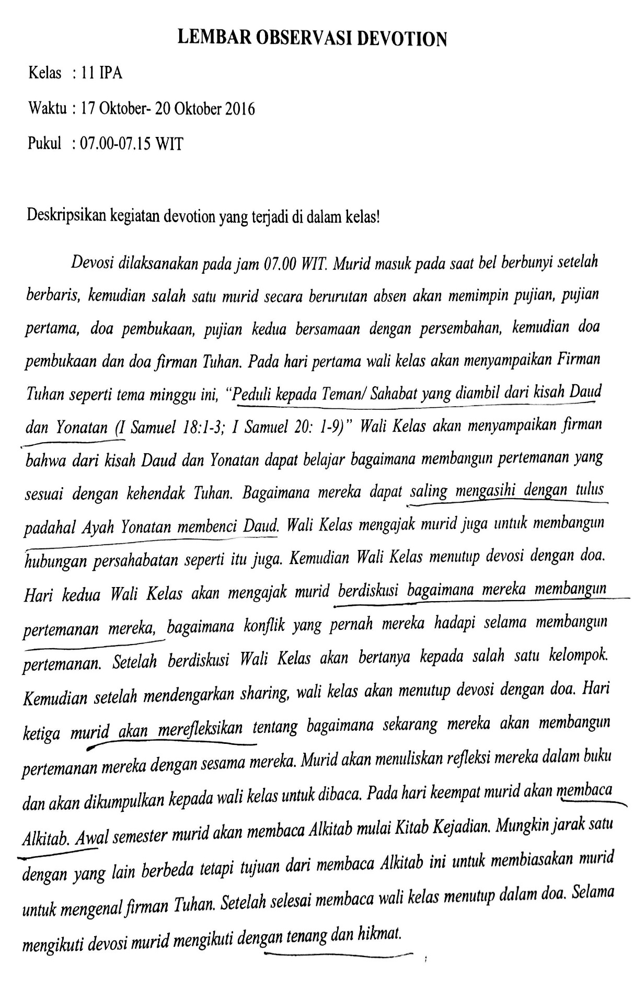 LEMBAR OBSERVASI DEVOTION
Kelas : 11 IPA
Waktu : 17 Oktober- 20 Oktober 2016
Pukul : 07.00-07.15 WIT
Deskripsikan kegiatan devotion yang terjadi di dalam kelas!
Devosi dilaksanakan pada jam 07.00 WIT. Murid masuk pada saat bel berbunyi setelah
berbaris, kemudian salah satu murid secara berurutan absen akan memimpin pujian, pujian
pertama, doa pembukaan, pujian kedua bersamaan dengan persembahan, kemudian doa
pembukaan dan doa firman Tuhan. Pada hari pertama wali kelas akan menyampaikan Firman
Tuhan seperti tema minggu ini, “Peduli kepada Teman/ Sahabat yang diambil dari kisah Daud
dan Yonatan (I Samuel 18:1-3; I Samuel 20: 1-9)” Wali Kelas akan menyampaikan firman
bahwa dari kisah Daud dan Yonatan dapat belajar bagaimana membangun pertemanan yang
sesuai dengan kehendak Tuhan. Bagaimana mereka dapat saling mengasihi dengan tulus
padahal Ayah Yonatan membenci Daud. Wali Kelas mengajak murid juga untuk membangun
hubungan persahabatan seperti itu juga. Kemudian Wali Kelas menutup devosi dengan doa.
Hari kedua Wali Kelas akan mengajak murid berdiskusi bagaimana mereka membangun
pertemanan mereka, bagaimana konflik yang pernah mereka hadapi selama membangun
pertemanan. Setelah berdiskusi Wali Kelas akan bertanya kepada salah satu kelompok.
Kemudian setelah mendengarkan sharing, wali kelas akan menutup devosi dengan doa. Hari
ketiga murid akan merefleksikan tentang bagaimana sekarang mereka akan membangun
pertemanan mereka dengan sesama mereka. Murid akan menuliskan refleksi mereka dalam buku
dan akan dikumpulkan kepada wali kelas untuk dibaca. Pada hari keempat murid akan membaca
Alkitab. Awal semester murid akan membaca Alkitab mulai Kitab Kejadian. Mungkin jarak satu
dengan yang lain berbeda tetapi tujuan dari membaca Alkitab ini untuk membiasakan murid
untuk mengenal firman Tuhan. Setelah selesai membaca wali kelas menutup dalam doa. Selama
mengikuti devosi murid mengikuti dengan tenang dan hikmat.